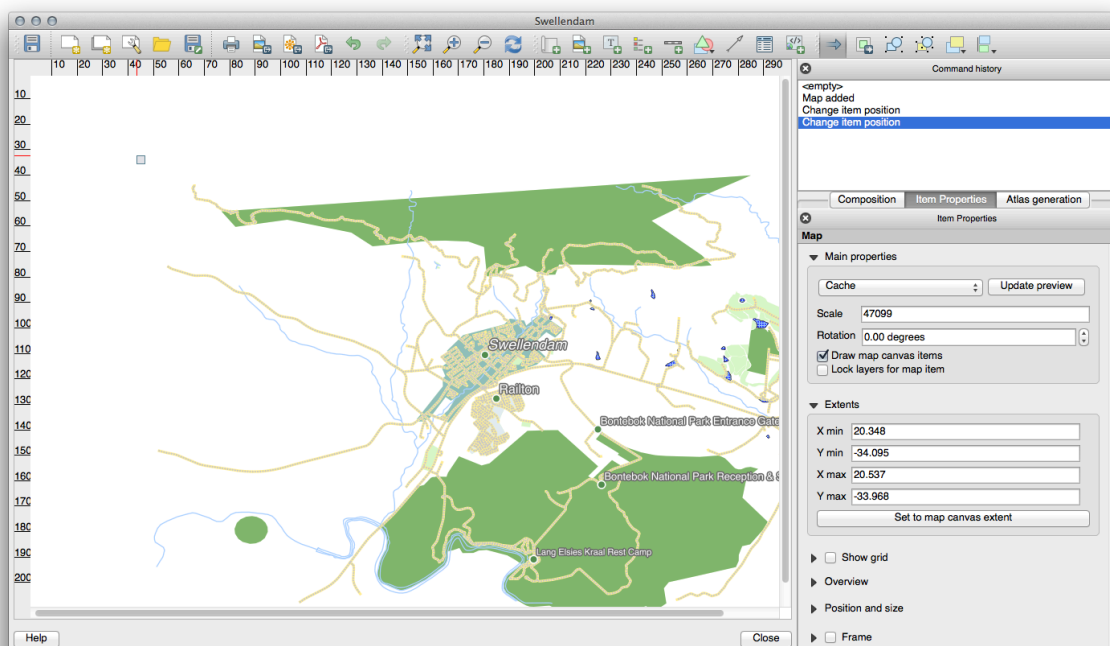 Swellendam
10 20 30 40 50 60 70 80 90 100 110 120 130 140 150 160 170 180 190 200 210 220 230 240 250 260 270 280 290
Command history
<empty>
Map added
Change item position
Change item position
Composition Item Properties Atlas generation
Item Properties
Map
Main properties
Cache Update preview
Scale 47099
Rotation 0.00 degrees
Draw map canvas items
Lock layers for map item
Extents
X min 20.348
Y min -34.095
X max 20.537
Y max -33.968
Set to map canvas extent
Show grid
Overview
Position and size
Frame
10
20
30
40
50
60
70
80
90
100
110
120
130
140
150
160
170
180
190
200
Swellendam
Railton
Bontebok National Park Entrance Gate
Bontebok National Park Reception & S
Lang Elsies Kraal Rest Camp
Help Close